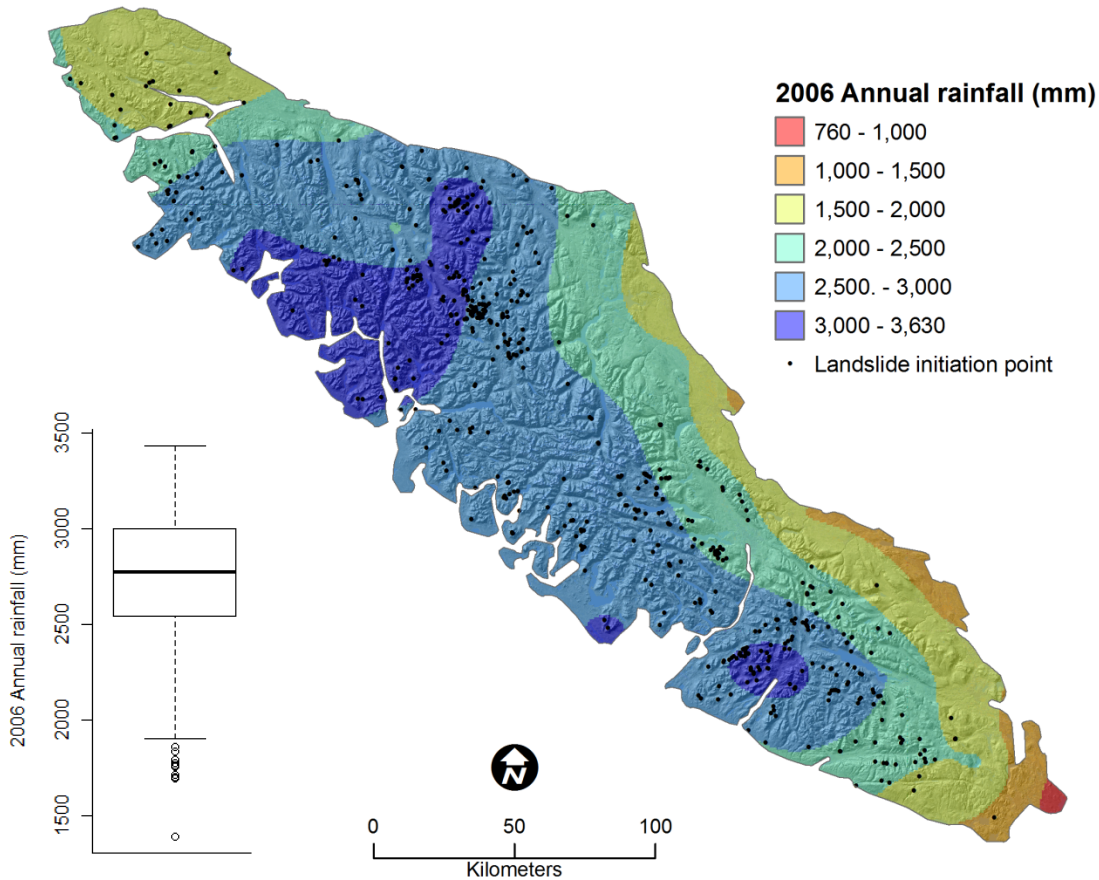 2006 Annual rainfall (mm)
760 - 1,000
1,000 - 1,500
1,500 - 2,000
2,000 - 2,500
2,500. - 3,000
3,000 - 3,630
Landslide initiation point
2006 Annual rainfall (mm)
3500
3000
2500
2000
1500
N
0 50 100
Kilometers